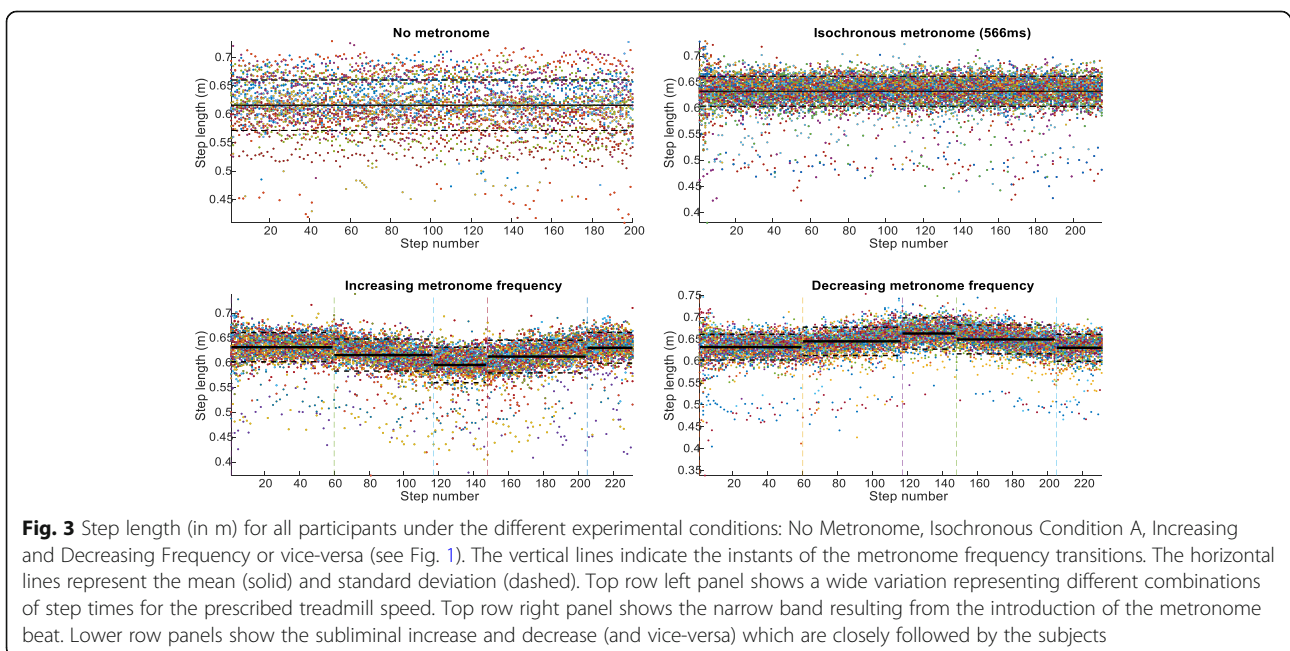 No metronome
0.7
0.65
0.6
0.55
0.5
0.45
Step length (m)
20 40 60 80 100 120 140 160 180 200
Step number
Isochronous metronome (566ms)
0.7
0.65
0.6
0.55
0.5
0.45
0.4
Step length (m)
20 40 60 80 100 120 140 160 180 200
Step number
Increasing metronome frequency
0.7
0.65
0.6
0.55
0.5
0.45
0.4
Step length (m)
20 40 60 80 100 120 140 160 180 200 220
Step number
Decreasing metronome frequency
0.75
0.7
0.65
0.6
0.55
0.5
0.45
0.4
0.35
Step length (m)
20 40 60 80 100 120 140 160 180 200 220
Step number
Fig. 3 Step length (in m) for all participants under the different experimental conditions: No Metronome, Isochronous Condition A, Increasing
and Decreasing Frequency or vice-versa (see Fig. 1). The vertical lines indicate the instants of the metronome frequency transitions. The horizontal
lines represent the mean (solid) and standard deviation (dashed). Top row left panel shows a wide variation representing different combinations
of step times for the prescribed treadmill speed. Top row right panel shows the narrow band resulting from the introduction of the metronome
beat. Lower row panels show the subliminal increase and decrease (and vice-versa) which are closely followed by the subjects